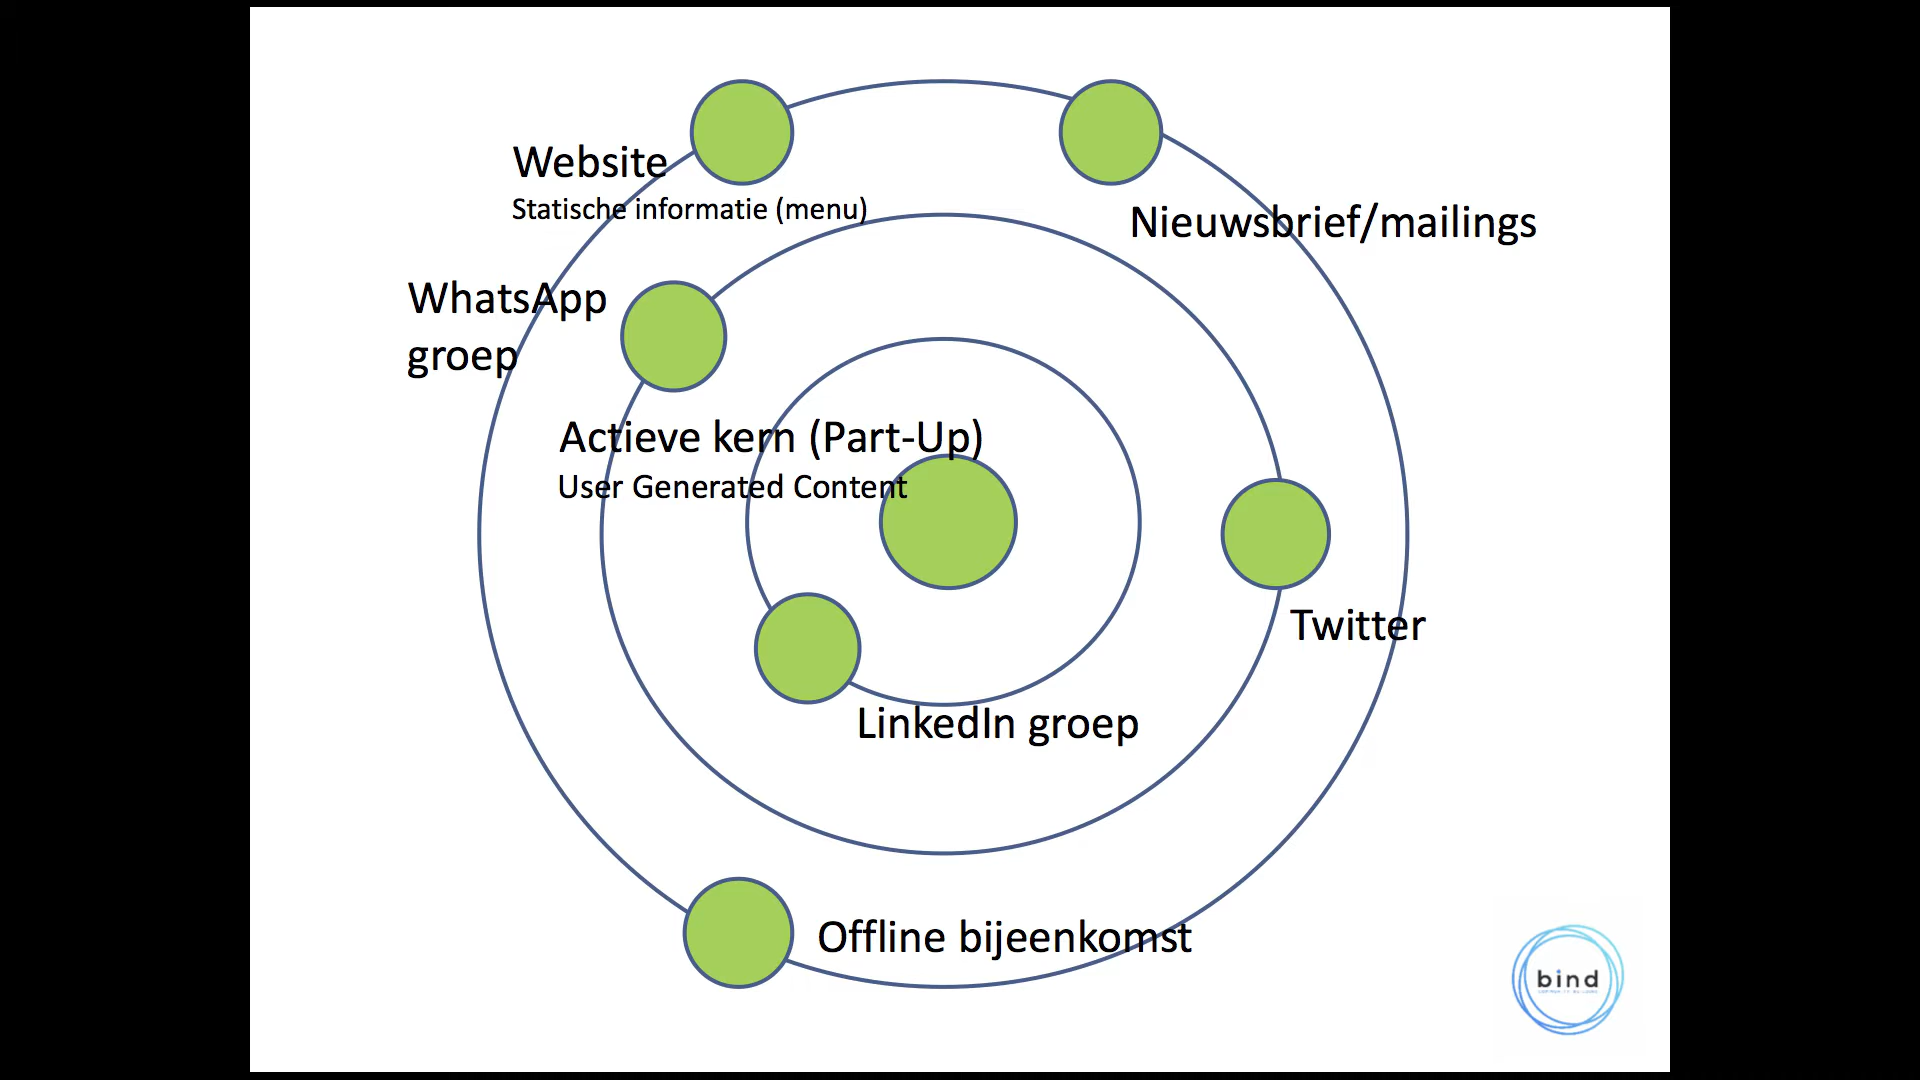 Website
Statische informatie (menu)
Nieuwsbrief/mailings
WhatsApp
groep
Actieve kern (Part-Up)
User Generated Content
Twitter
LinkedIn groep
Offline bijeenkomst
bind